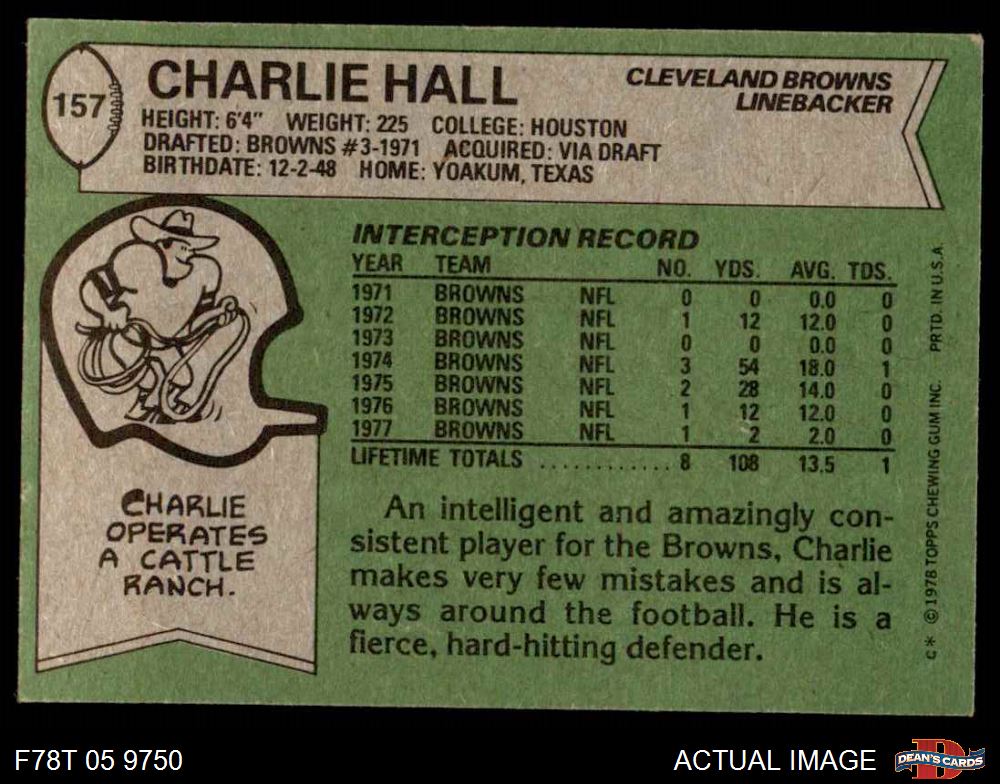 157
CHARLIE HALL
CLEVELAND BROWNS
LINEBACKER
HEIGHT: 6'4" WEIGHT: 225 COLLEGE: HOUSTON
DRAFTED: BROWNS #3-1971 ACQUIRED: VIA DRAFT
BIRTHDATE: 12-2-48 HOME: YOAKUM, TEXAS
INTERCEPTION RECORD
YEAR TEAM NO. YDS. AVG. TDS.
1971 BROWNS NFL 0 0 0.0 0
1972 BROWNS NFL 1 12 12.0 0
1973 BROWNS NFL 0 0 0.0 0
1974 BROWNS NFL 3 54 18.0 1
1975 BROWNS NFL 2 28 14.0 0
1976 BROWNS NFL 1 12 12.0 0
1977 BROWNS NFL 1 2 2.0 0
LIFETIME TOTALS ............ 8 108 13.5 1
CHARLIE
OPERATES
A CATTLE
RANCH.
An intelligent and amazingly con-
sistent player for the Browns, Charlie
makes very few mistakes and is al-
ways around the football. He is a
fierce, hard-hitting defender.
C* © 1978 TOPPS CHEWING GUM INC. PRTD. IN U.S.A.
F78T 05 9750
ACTUAL IMAGE
D
DEAN'S CARDS